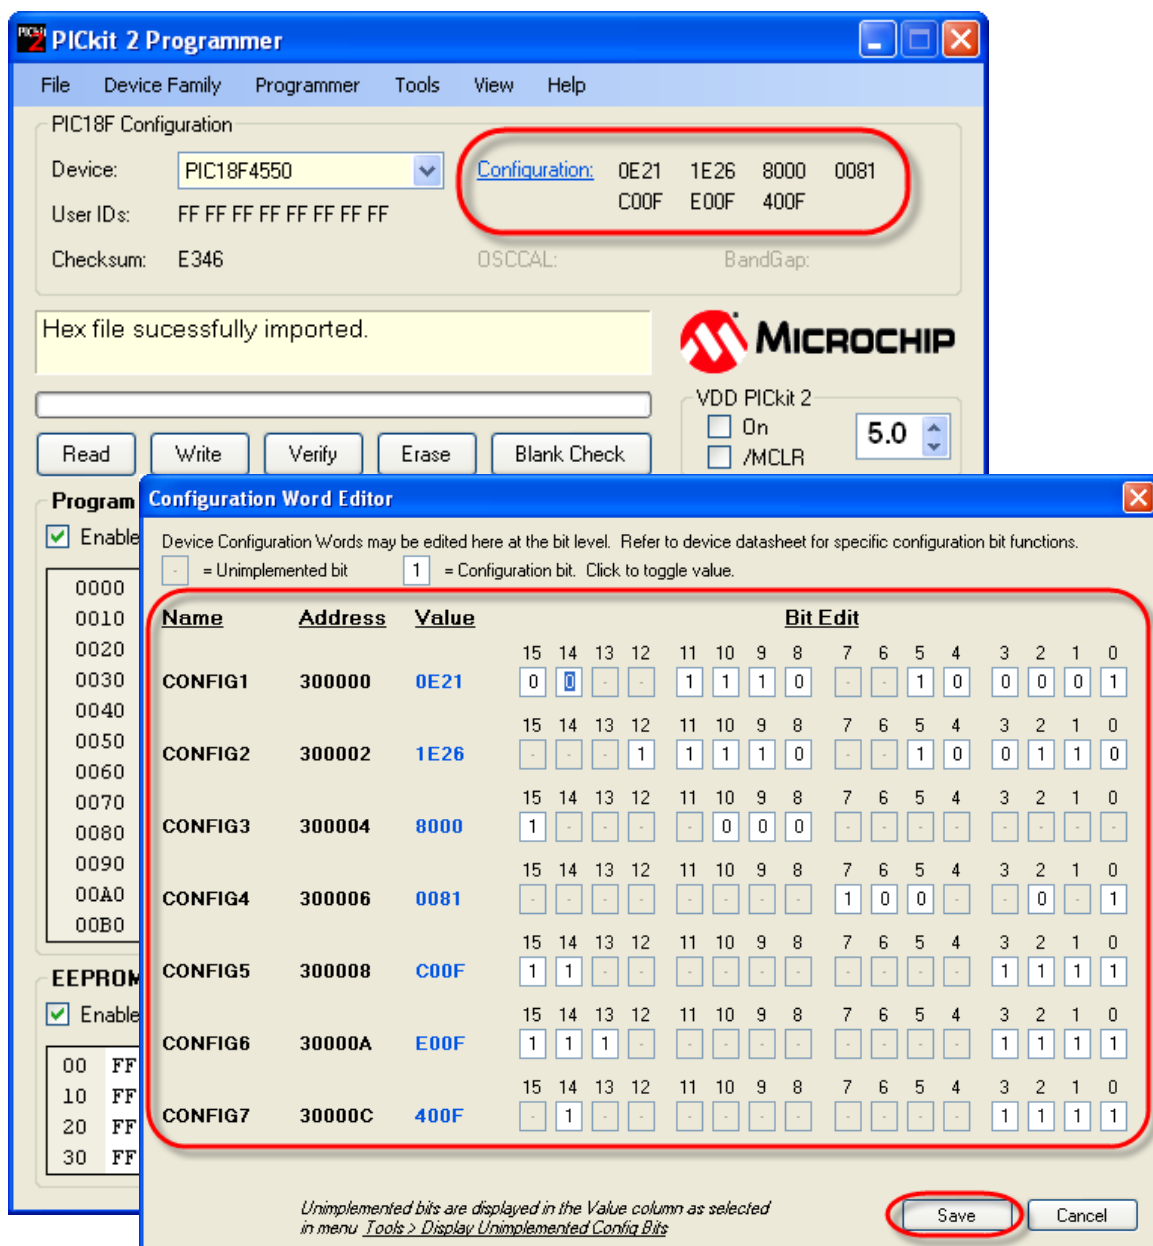 PICkit 2 Programmer
File Device Family Programmer Tools View Help
PIC18F Configuration
Device: PIC18F4550 Configuration: 0E21 1E26 8000 0081
C00F E00F 400F
User IDs: FF FF FF FF FF FF FF FF
Checksum: E346 OSCCAL: BandGap:
Hex file sucessfully imported.
MICROCHIP
VDD PICkit 2
On
/MCLR
5.0
Read Write Verify Erase Blank Check
Program
Enable
0000
0010
0020
0030
0040
0050
0060
0070
0080
0090
00A0
00B0
EEPROM
Enable
00 FF
10 FF
20 FF
30 FF
Configuration Word Editor
Device Configuration Words may be edited here at the bit level. Refer to device datasheet for specific configuration bit functions.
- = Unimplemented bit 1 = Configuration bit. Click to toggle value.
Name Address Value Bit Edit
15 14 13 12 11 10 9 8 7 6 5 4 3 2 1 0
CONFIG1 300000 0E21 0 0 - - 1 1 1 0 - - 1 0 0 0 0 1
15 14 13 12 11 10 9 8 7 6 5 4 3 2 1 0
CONFIG2 300002 1E26 - - - 1 1 1 1 0 - - 1 0 0 1 1 0
15 14 13 12 11 10 9 8 7 6 5 4 3 2 1 0
CONFIG3 300004 8000 1 - - - - 0 0 0 - - - - - - - -
15 14 13 12 11 10 9 8 7 6 5 4 3 2 1 0
CONFIG4 300006 0081 - - - - - - - - 1 0 0 - - 0 - 1
15 14 13 12 11 10 9 8 7 6 5 4 3 2 1 0
CONFIG5 300008 C00F 1 1 - - - - - - - - - - 1 1 1 1
15 14 13 12 11 10 9 8 7 6 5 4 3 2 1 0
CONFIG6 30000A E00F 1 1 1 - - - - - - - - - 1 1 1 1
15 14 13 12 11 10 9 8 7 6 5 4 3 2 1 0
CONFIG7 30000C 400F - 1 - - - - - - - - - - 1 1 1 1
Unimplemented bits are displayed in the Value column as selected
in menu Tools > Display Unimplemented Config Bits
Save Cancel